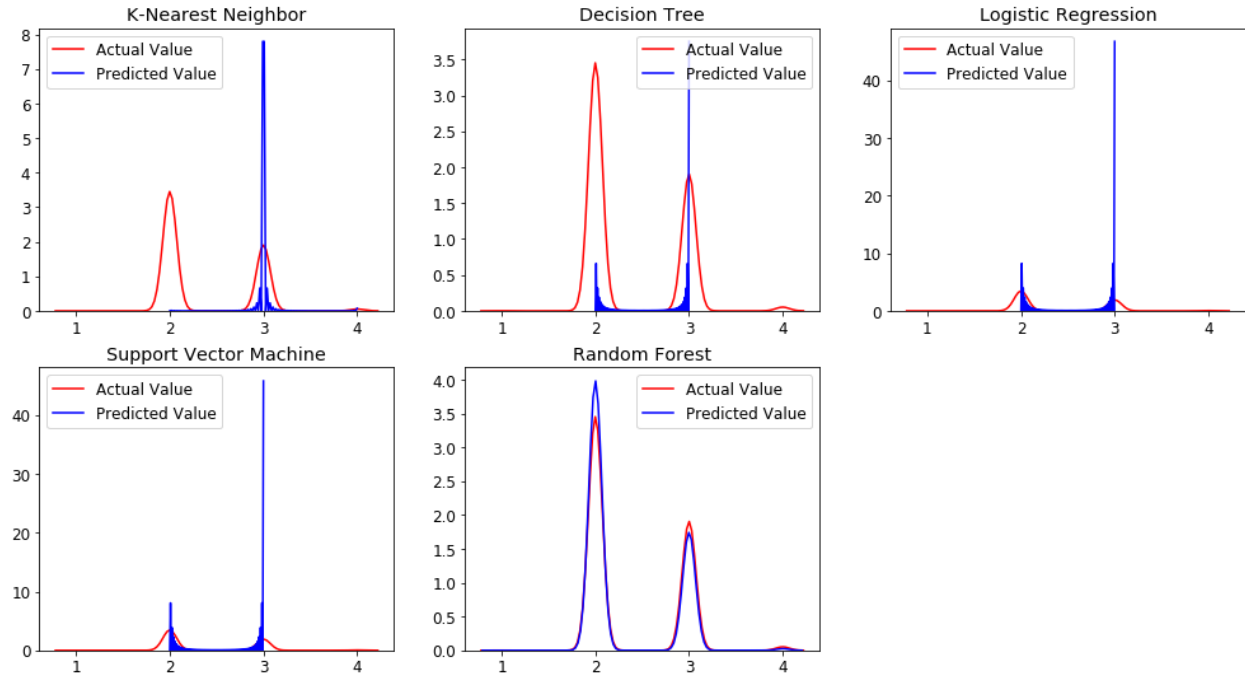 K-Nearest Neighbor
Decision Tree
Logistic Regression
Actual Value
Predicted Value
8
7
6
5
4
3
2
1
0
1 2 3 4
Actual Value
Predicted Value
3.5
3.0
2.5
2.0
1.5
1.0
0.5
0.0
1 2 3 4
Actual Value
Predicted Value
40
30
20
10
0
1 2 3 4
Support Vector Machine
Random Forest
Actual Value
Predicted Value
40
30
20
10
0
1 2 3 4
Actual Value
Predicted Value
4.0
3.5
3.0
2.5
2.0
1.5
1.0
0.5
0.0
1 2 3 4